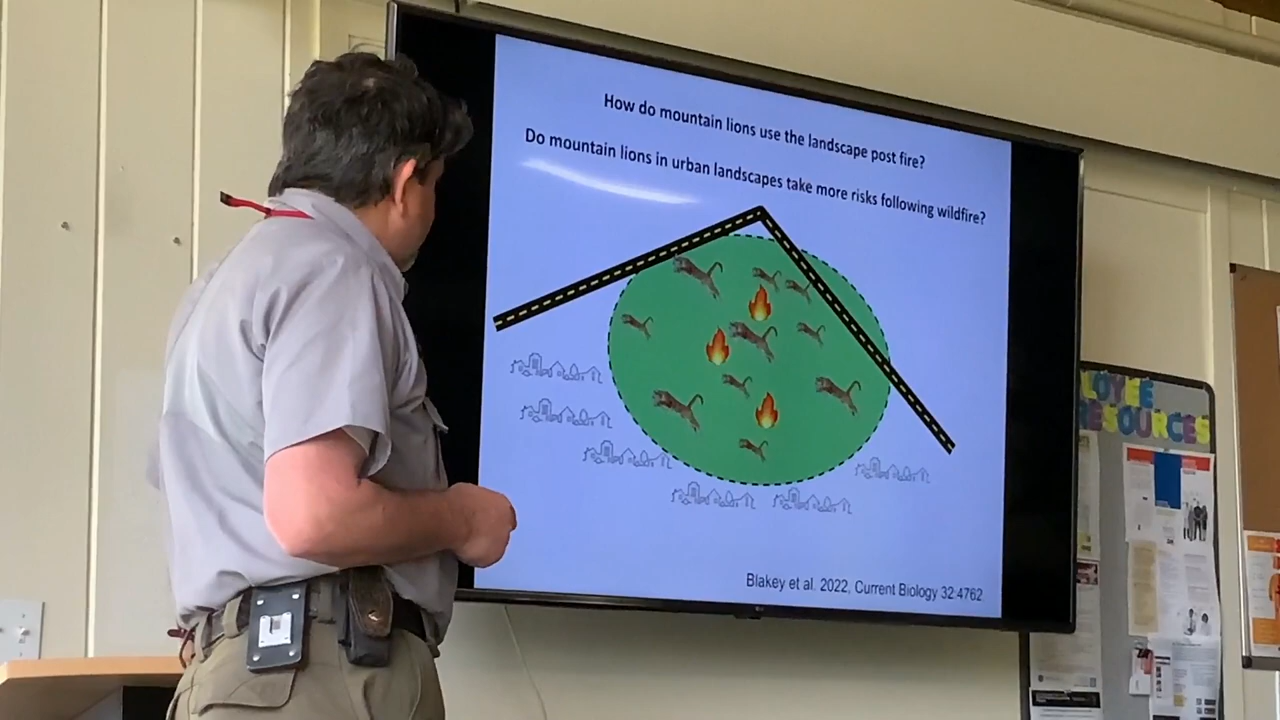 How do mountain lions use the landscape post fire?
Do mountain lions in urban landscapes take more risks following wildfire?
Blakey et al. 2022, Current Biology 32:4762
LOYEE
RESOURCES